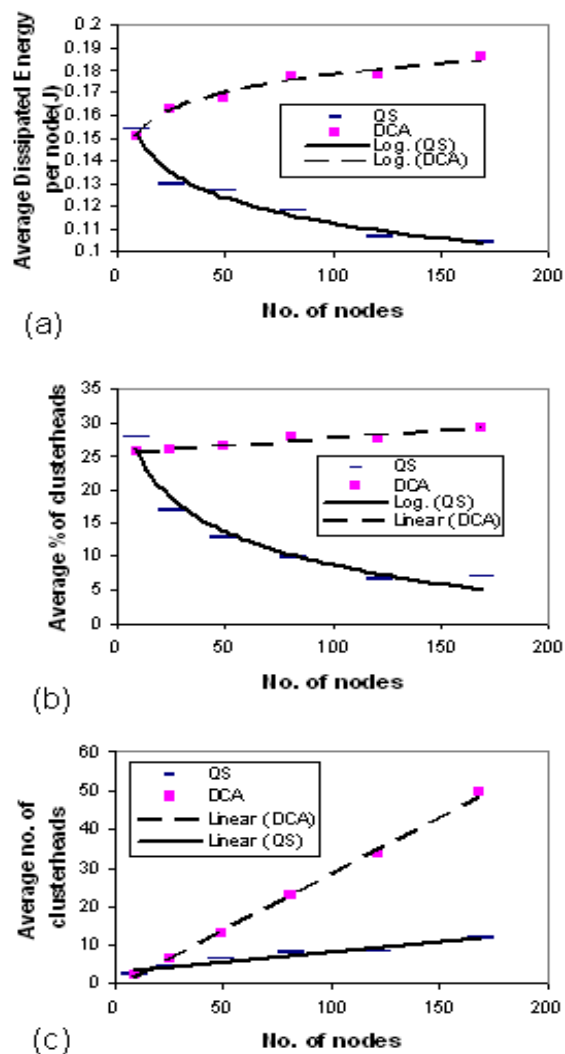 (a)
Average Dissipated Energy
per node(J)
0.2
0.19
0.18
0.17
0.16
0.15
0.14
0.13
0.12
0.11
0.1
QS
DCA
Log. (QS)
Log. (DCA)
0
50
100
150
200
No. of nodes
(b)
Average % of clusterheads
35
30
25
20
15
10
5
0
QS
DCA
Log. (QS)
Linear (DCA)
0
50
100
150
200
No. of nodes
(c)
Average no. of
clusterheads
60
50
40
30
20
10
0
QS
DCA
Linear (DCA)
Linear (QS)
0
50
100
150
200
No. of nodes